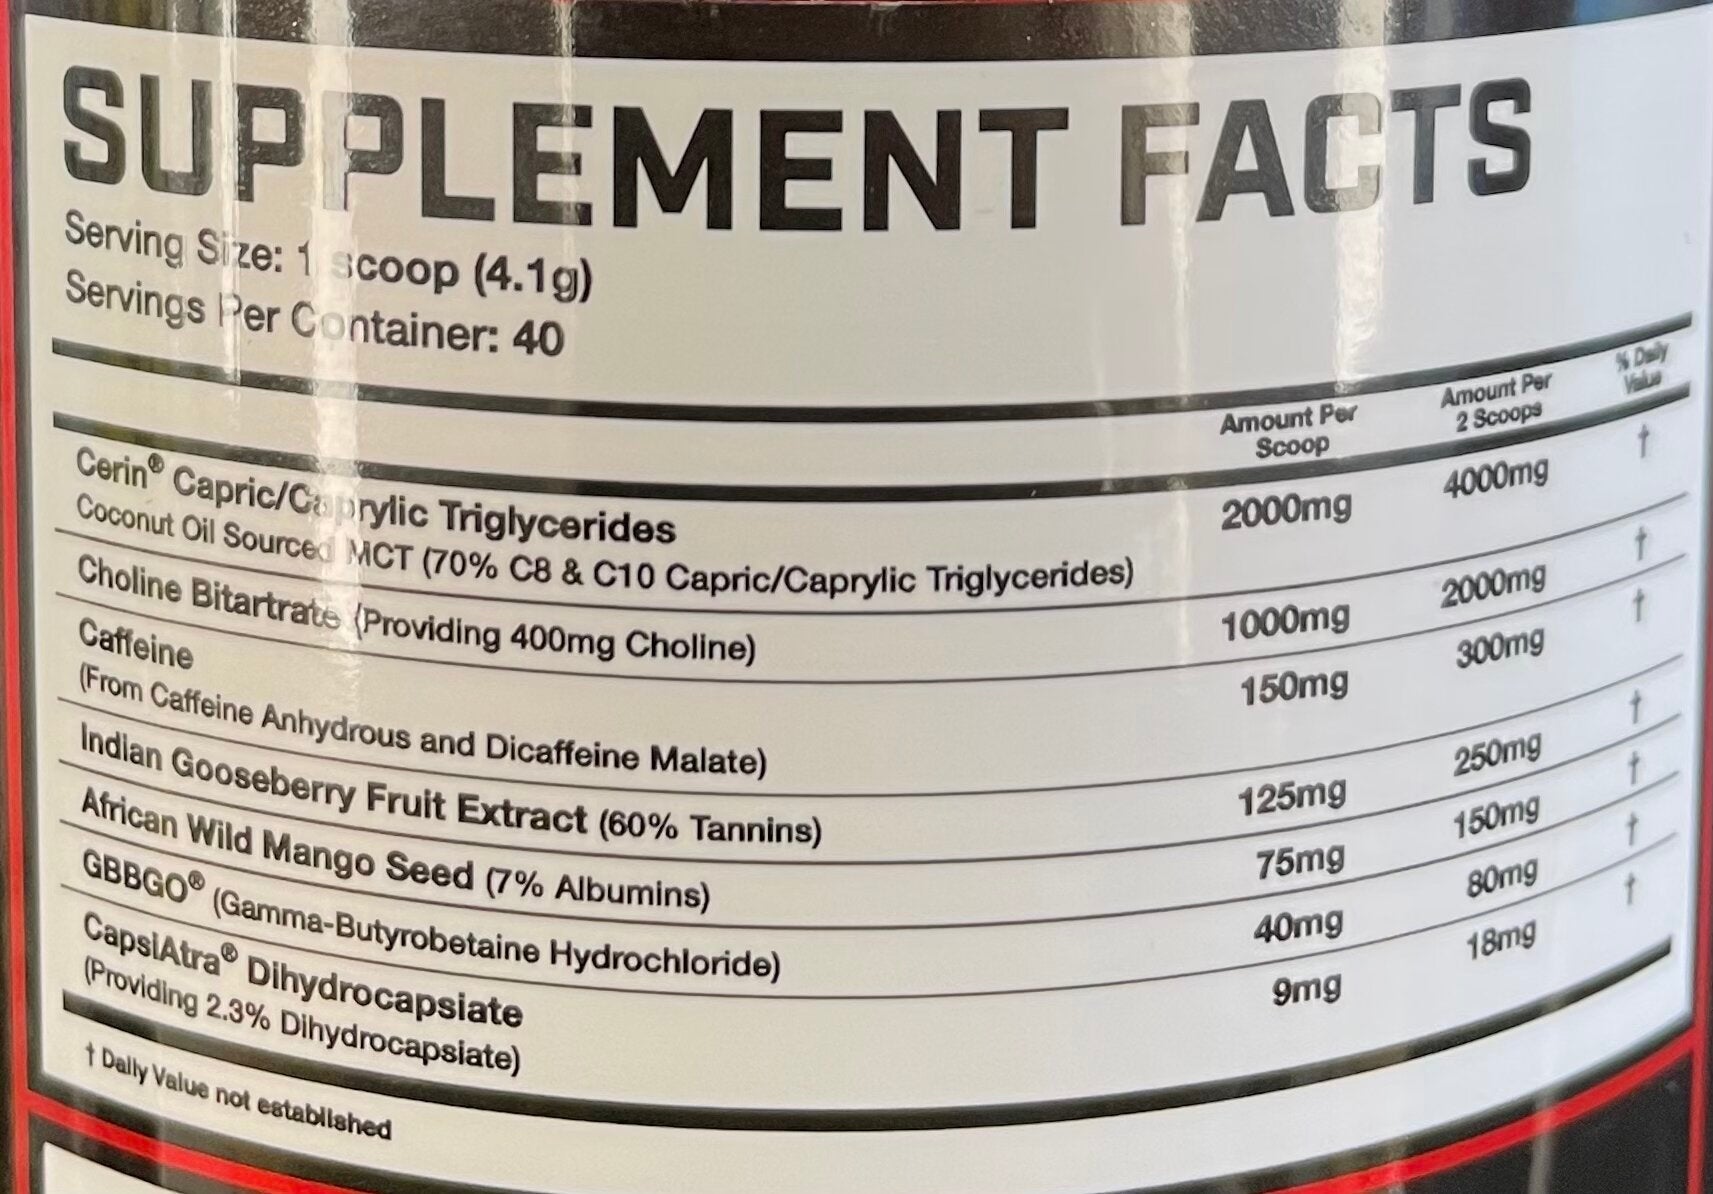 SUPPLEMENT FACTS
Serving Size: 1 scoop (4.1g)
Servings Per Container: 40
Amount Per Scoop Amount Per 2 Scoops % Daily Value
Cerin® Capric/Caprylic Triglycerides 2000mg 4000mg †
Coconut Oil Sourced MCT (70% C8 & C10 Capric/Caprylic Triglycerides)
Choline Bitartrate (Providing 400mg Choline) 1000mg 2000mg †
Caffeine 150mg 300mg †
(From Caffeine Anhydrous and Dicaffeine Malate)
Indian Gooseberry Fruit Extract (60% Tannins) 125mg 250mg †
African Wild Mango Seed (7% Albumins) 75mg 150mg †
GBBGO® (Gamma-Butyrobetaine Hydrochloride) 40mg 80mg †
CapsiAtra® Dihydrocapsiate 9mg 18mg †
(Providing 2.3% Dihydrocapsiate)
† Daily Value not established